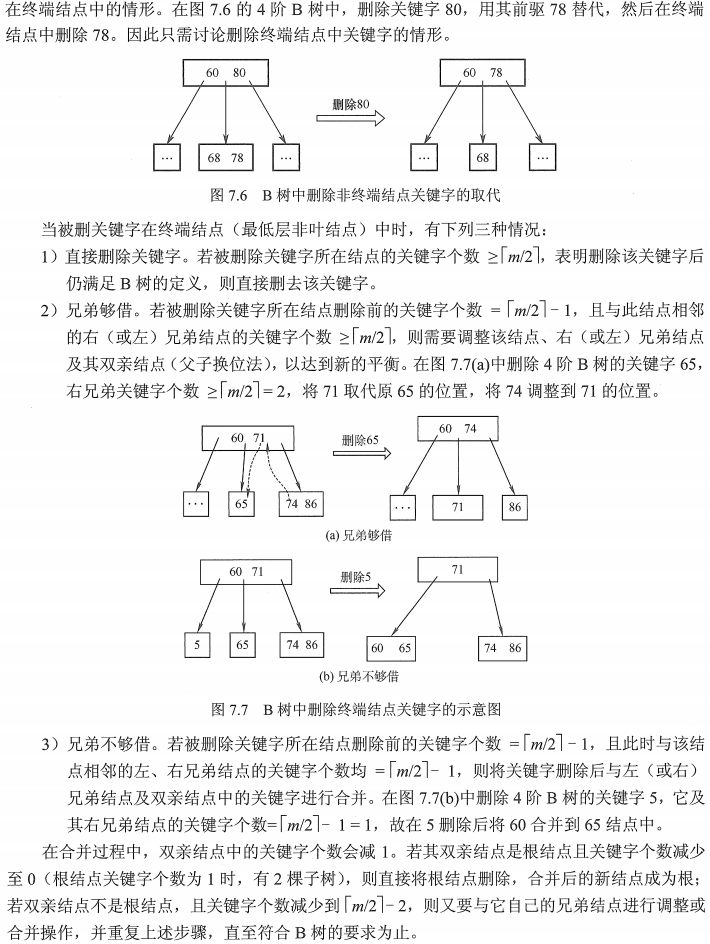 在终端结点中的情形。在图 7.6 的 4 阶 B 树中，删除关键字 80，用其前驱 78 替代，然后在终端
结点中删除 78。因此只需讨论删除终端结点中关键字的情形。
60 80
删除80
60 78
… 68 78 …
… 68 …
图 7.6 B 树中删除非终端结点关键字的取代
当被删关键字在终端结点（最低层非叶结点）中时，有下列三种情况：
1）直接删除关键字。若被删除关键字所在结点的关键字个数 ≥⌈m/2⌉，表明删除该关键字后
仍满足 B 树的定义，则直接删去该关键字。
2）兄弟够借。若被删除关键字所在结点删除前的关键字个数 = ⌈m/2⌉ − 1，且与此结点相邻
的右（或左）兄弟结点的关键字个数 ≥⌈m/2⌉，则需要调整该结点、右（或左）兄弟结点
及其双亲结点（父子换位法），以达到新的平衡。在图 7.7(a)中删除 4 阶 B 树的关键字 65，
右兄弟关键字个数 ≥⌈m/2⌉ = 2，将 71 取代原 65 的位置，将 74 调整到 71 的位置。
60 71
删除65
60 74
… 65 74 86
… 71 86
(a) 兄弟够借
60 71
删除5
71
5 65 74 86
60 65 74 86
(b) 兄弟不够借
图 7.7 B 树中删除终端结点关键字的示意图
3）兄弟不够借。若被删除关键字所在结点删除前的关键字个数 =⌈m/2⌉ − 1，且此时与该结
点相邻的左、右兄弟结点的关键字个数均 =⌈m/2⌉− 1，则将关键字删除后与左（或右）
兄弟结点及双亲结点中的关键字进行合并。在图 7.7(b)中删除 4 阶 B 树的关键字 5，它及
其右兄弟结点的关键字个数=⌈m/2⌉− 1 = 1，故在 5 删除后将 60 合并到 65 结点中。
在合并过程中，双亲结点中的关键字个数会减 1。若其双亲结点是根结点且关键字个数减少
至 0（根结点关键字个数为 1 时，有 2 棵子树），则直接将根结点删除，合并后的新结点成为根；
若双亲结点不是根结点，且关键字个数减少到⌈m/2⌉− 2，则又要与它自己的兄弟结点进行调整或
合并操作，并重复上述步骤，直至符合 B 树的要求为止。